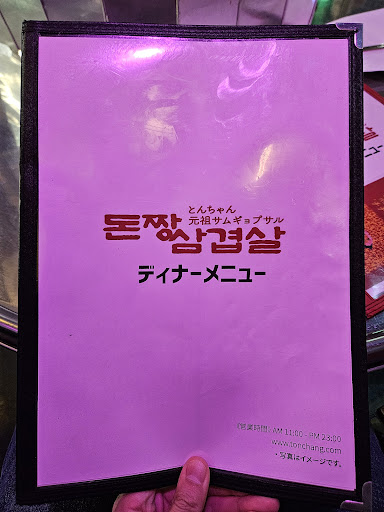 とんちゃん
元祖サムギョプサル
돈짱
삼겹살
ディナーメニュー
営業時間: AM 11:00 - PM 23:00
www.tonchang.com
・写真はイメージです。